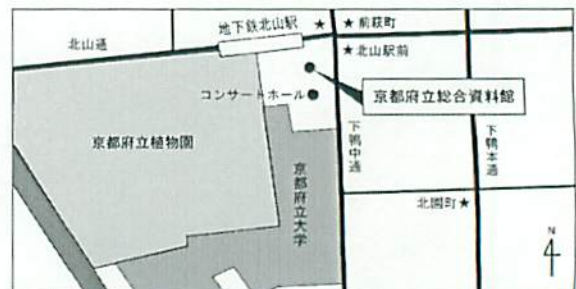 地下鉄北山駅
★
★前萩町
北山通
★北山駅前
コンサートホール
京都府立総合資料館
京都府立植物園
下鴨中通
下鴨本通
京都府立大学
北園町★
N